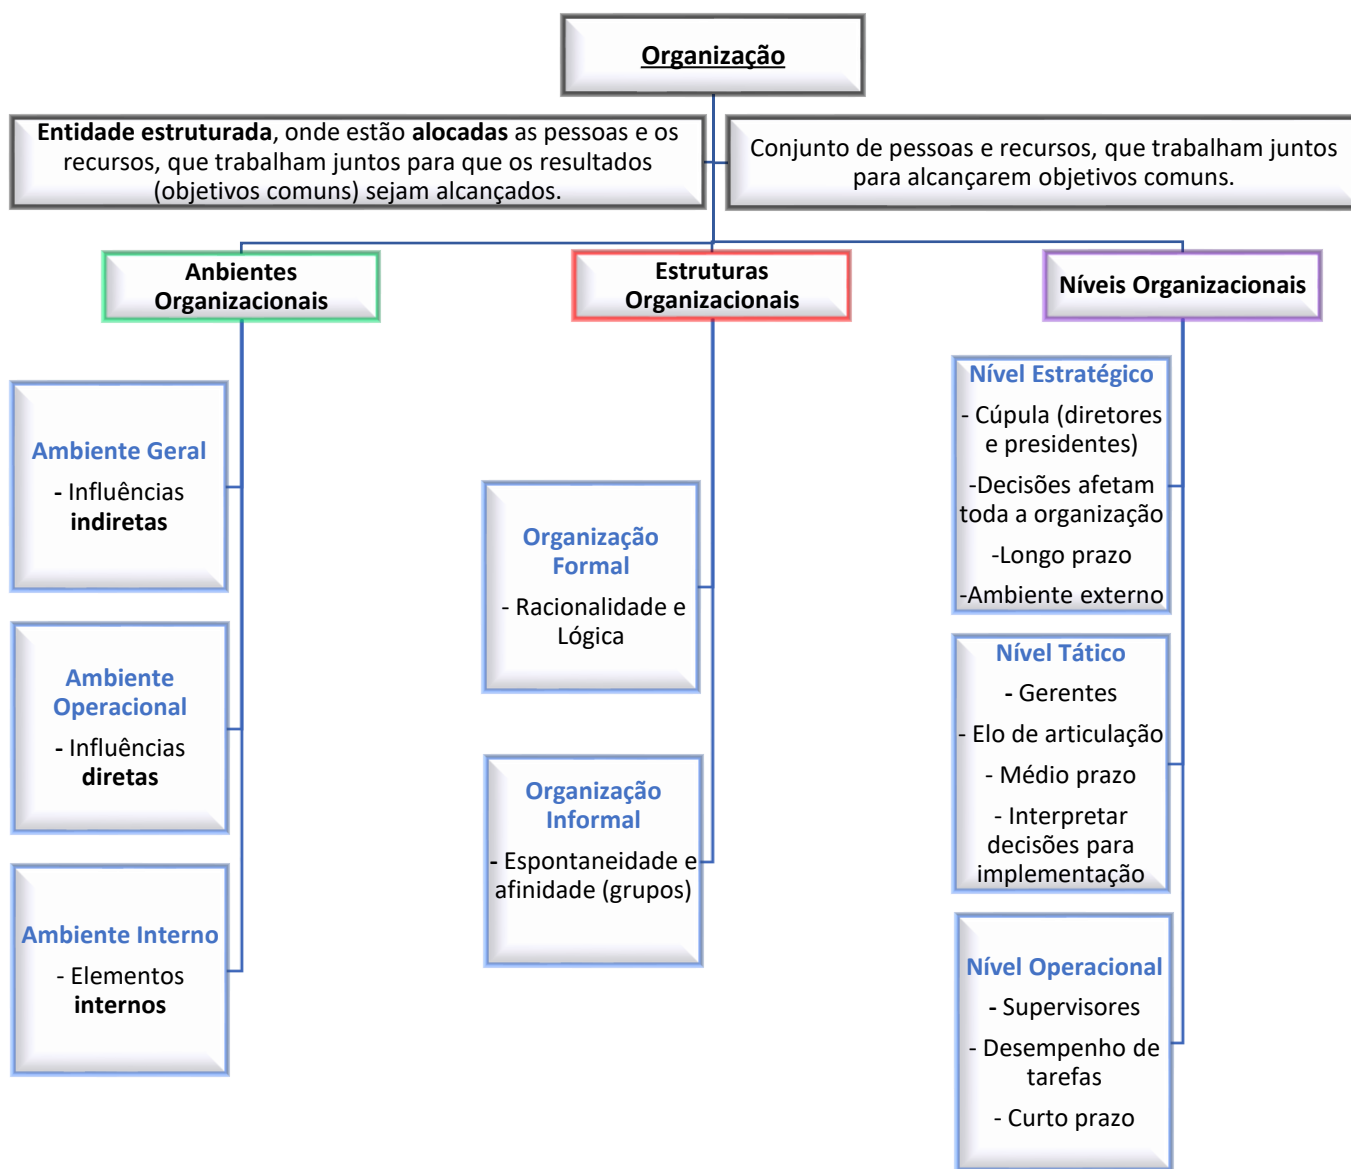 Organização
Entidade estruturada, onde estão alocadas as pessoas e os
recursos, que trabalham juntos para que os resultados
(objetivos comuns) sejam alcançados.
Conjunto de pessoas e recursos, que trabalham juntos
para alcançarem objetivos comuns.
Anbientes
Organizacionais
Ambiente Geral
- Influências
indiretas
Ambiente
Operacional
- Influências
diretas
Ambiente Interno
- Elementos
internos
Estruturas
Organizacionais
Organização
Formal
- Racionalidade e
Lógica
Organização
Informal
- Espontaneidade e
afinidade (grupos)
Níveis Organizacionais
Nível Estratégico
- Cúpula (diretores
e presidentes)
-Decisões afetam
toda a organização
-Longo prazo
-Ambiente externo
Nível Tático
- Gerentes
- Elo de articulação
- Médio prazo
- Interpretar
decisões para
implementação
Nível Operacional
- Supervisores
- Desempenho de
tarefas
- Curto prazo